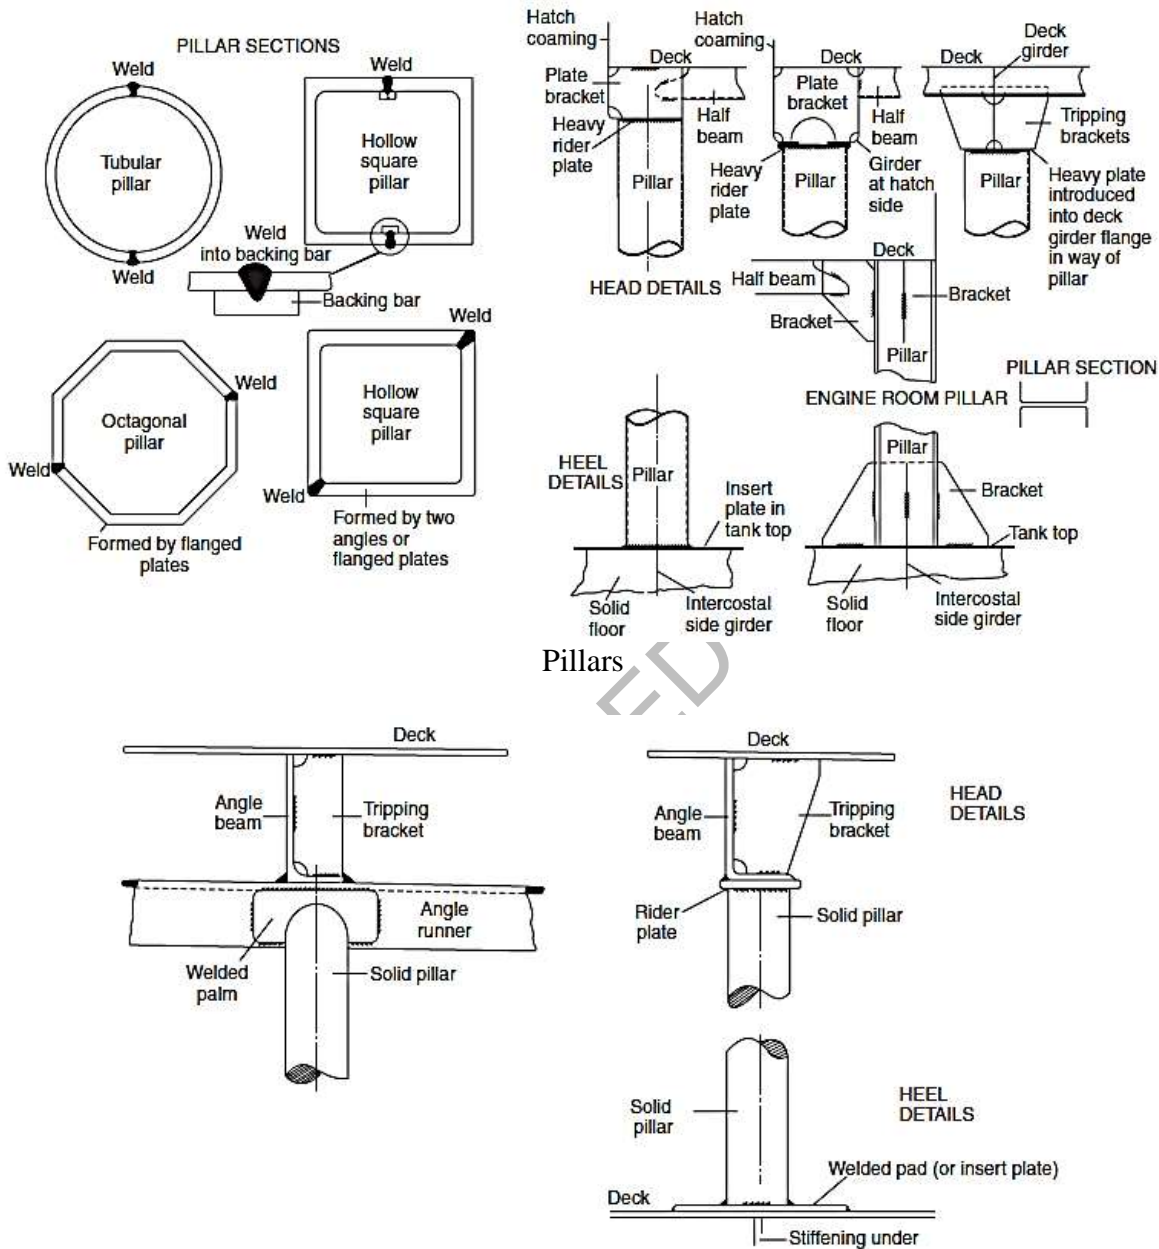 PILLAR SECTIONS
Weld
Tubular
pillar
Weld
Weld
Hollow
square
pillar
Weld
into backing bar
Backing bar
Octagonal
pillar
Weld
Weld
Formed by flanged
plates
Weld
Hollow
square
pillar
Weld
Formed by two
angles or
flanged plates
Hatch
coaming
Deck
Plate
bracket
Half
beam
Heavy
rider
plate
Pillar
Hatch
coaming
Deck
Plate
bracket
Half
beam
Heavy
rider
plate
Pillar
Girder
at hatch
side
Deck
Deck
girder
Tripping
brackets
Pillar
Heavy plate
introduced
into deck
girder flange
in way of
pillar
HEAD DETAILS
Deck
Half beam
Bracket
Bracket
Pillar
ENGINE ROOM PILLAR
PILLAR SECTION
HEEL
DETAILS
Pillar
Insert
plate in
tank top
Solid
floor
Intercostal
side girder
Pillar
Bracket
Tank top
Solid
floor
Intercostal
side girder
Pillars
ED
Deck
Angle
beam
Tripping
bracket
Angle
runner
Welded
palm
Solid pillar
Deck
Angle
beam
Tripping
bracket
HEAD
DETAILS
Rider
plate
Solid pillar
Solid
pillar
HEEL
DETAILS
Welded pad (or insert plate)
Deck
Stiffening under